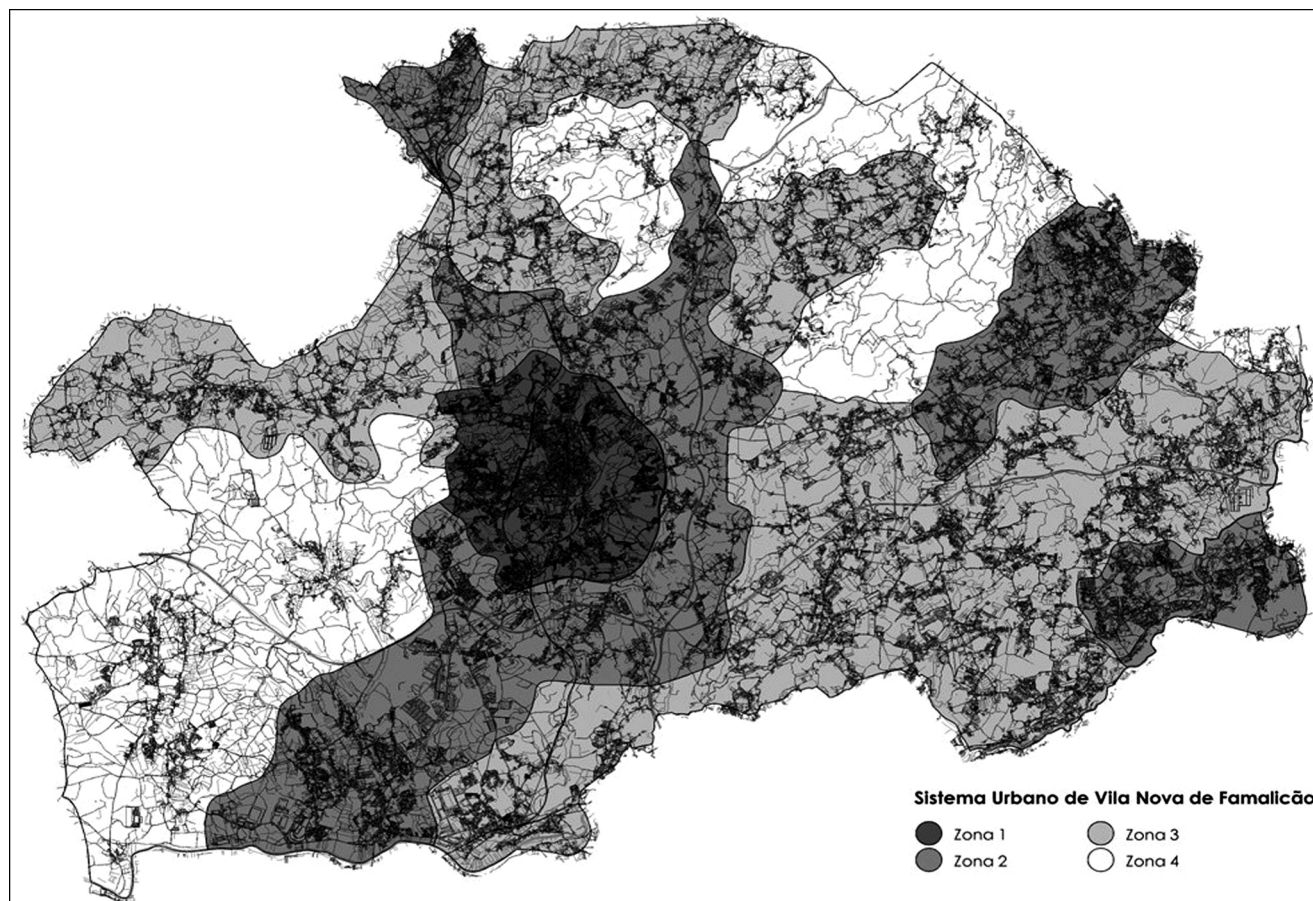 Sistema Urbano de Vila Nova de Famalicão
Zona 1
Zona 3
Zona 2
Zona 4